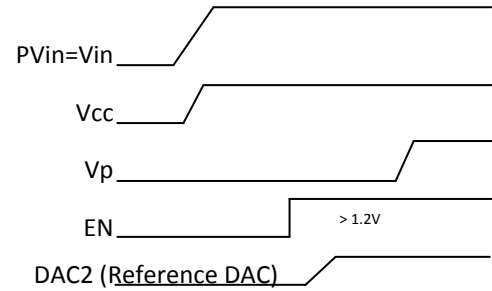 PVin=Vin
Vcc
Vp
EN
> 1.2V
DAC2 (Reference DAC)